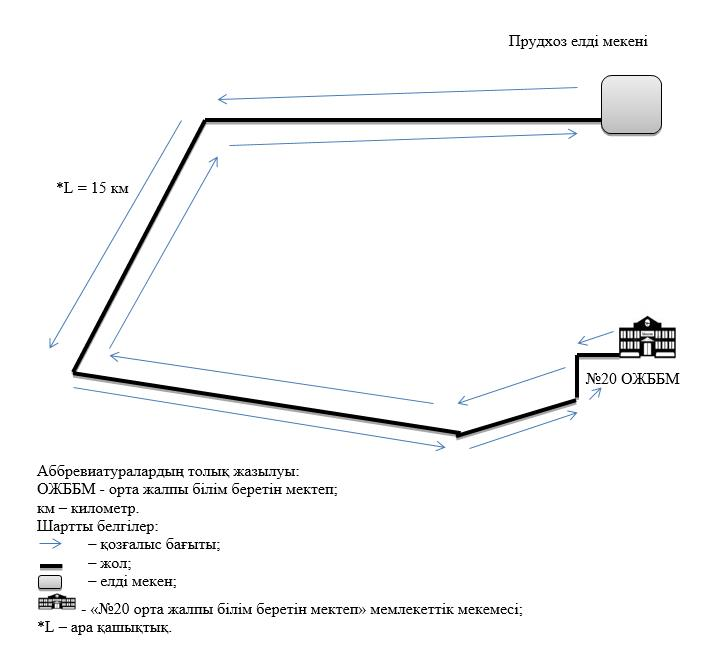 Прудхоз елді мекені
*L = 15 км
№20 ОЖББМ
Аббревиатуралардың толық жазылуы:
ОЖББМ - орта жалпы білім беретін мектеп;
км – километр.
Шартты белгілер:
– қозғалыс бағыты;
– жол;
– елді мекен;
- «№20 орта жалпы білім беретін мектеп» мемлекеттік мекемесі;
*L – ара қашықтық.